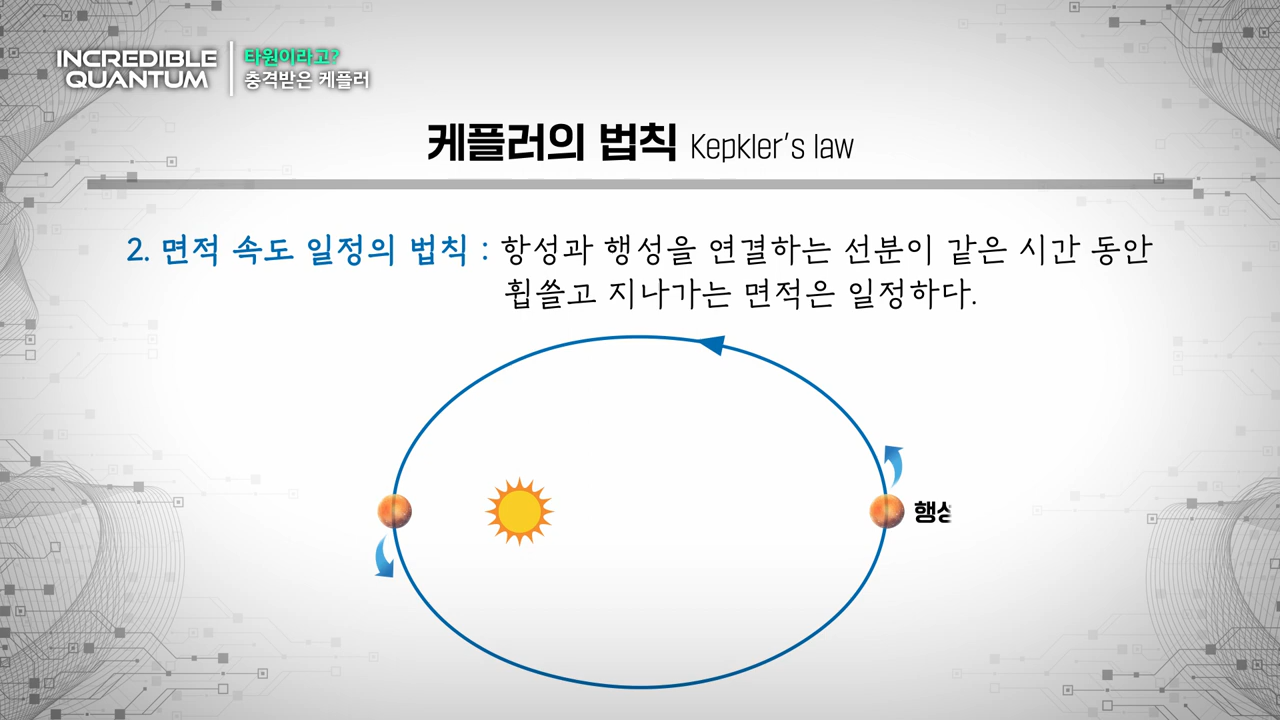 INCREDIBLE
QUANTUM
타원이라고?
충격받은 케플러
케플러의 법칙 Kepkler's law
2. 면적 속도 일정의 법칙 : 항성과 행성을 연결하는 선분이 같은 시간 동안
휩쓸고 지나가는 면적은 일정하다.